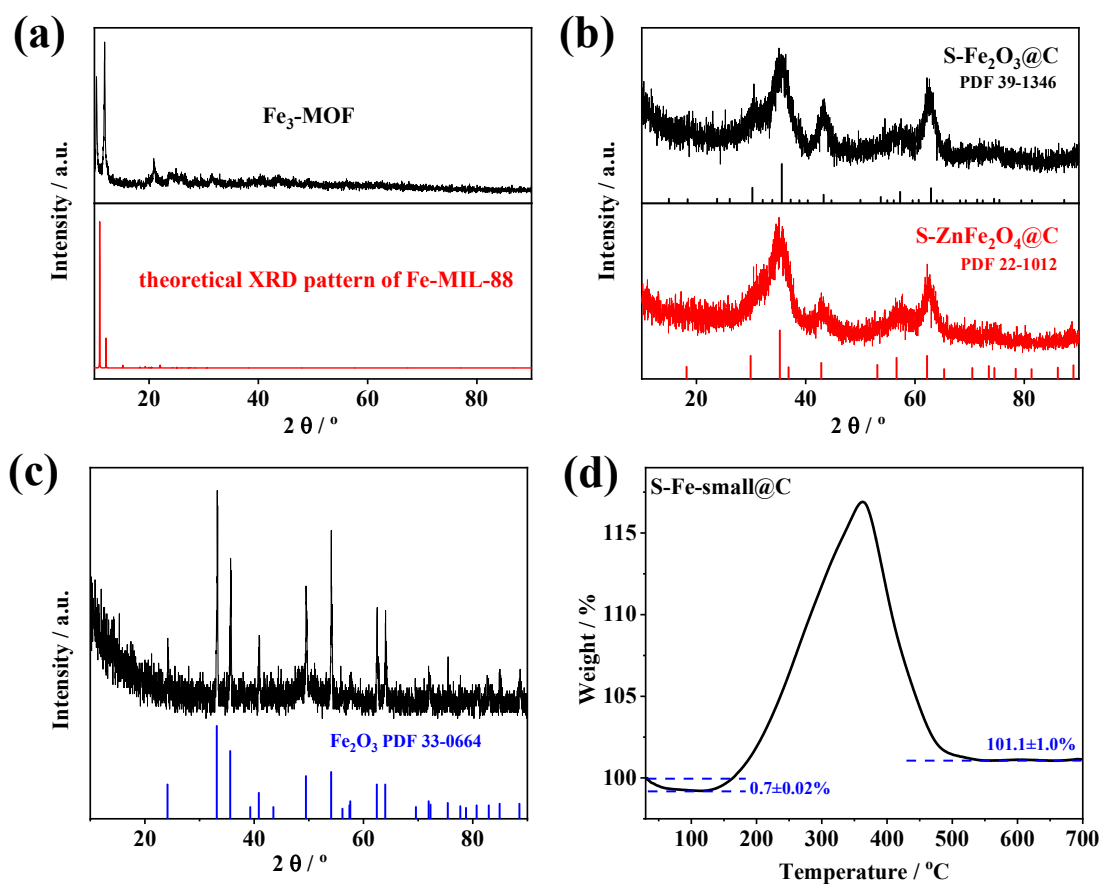 (a)
Fe₃-MOF
theoretical XRD pattern of Fe-MIL-88
Intensity / a.u.
20 40 60 80
2 θ / °
(b)
S-Fe₂O₃@C
PDF 39-1346
S-ZnFe₂O₄@C
PDF 22-1012
Intensity / a.u.
20 40 60 80
2 θ / °
(c)
Fe₂O₃ PDF 33-0664
Intensity / a.u.
20 40 60 80
2 θ / °
(d)
S-Fe-small@C
115
110
105
100
Weight / %
101.1±1.0%
0.7±0.02%
100 200 300 400 500 600 700
Temperature / °C